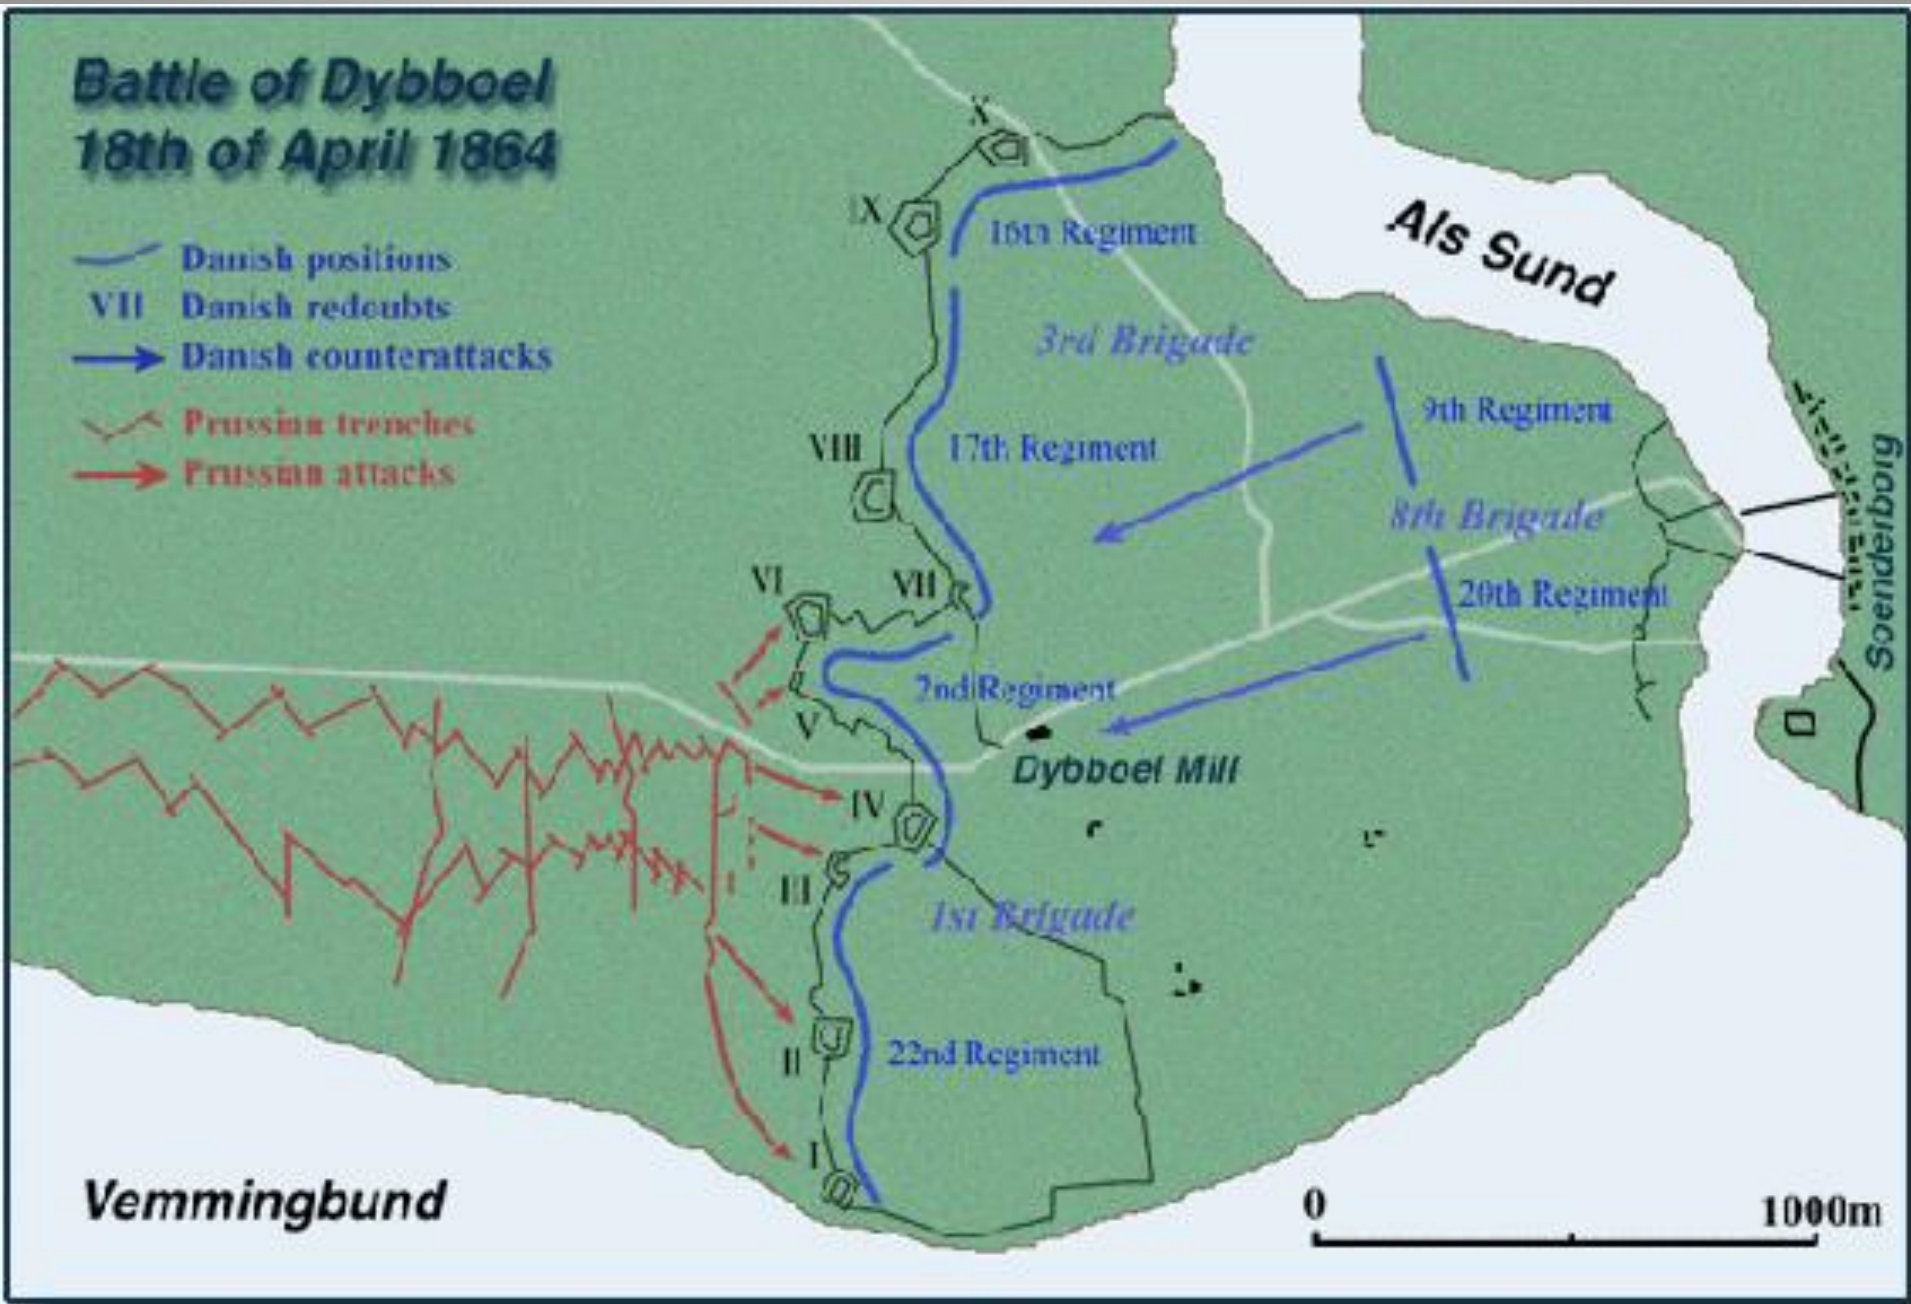 Battle of Dybboel
18th of April 1864
Danish positions
VII Danish redoubts
Danish counterattacks
Prussian trenches
Prussian attacks
X
IX
16th Regiment
Als Sund
3rd Brigade
9th Regiment
VIII
17th Regiment
8th Brigade
Soenderborg
VI
VII
20th Regiment
2nd Regiment
V
Dybboel Mill
IV
III
1st Brigade
II
22nd Regiment
I
Vemmingbund
0
1000m